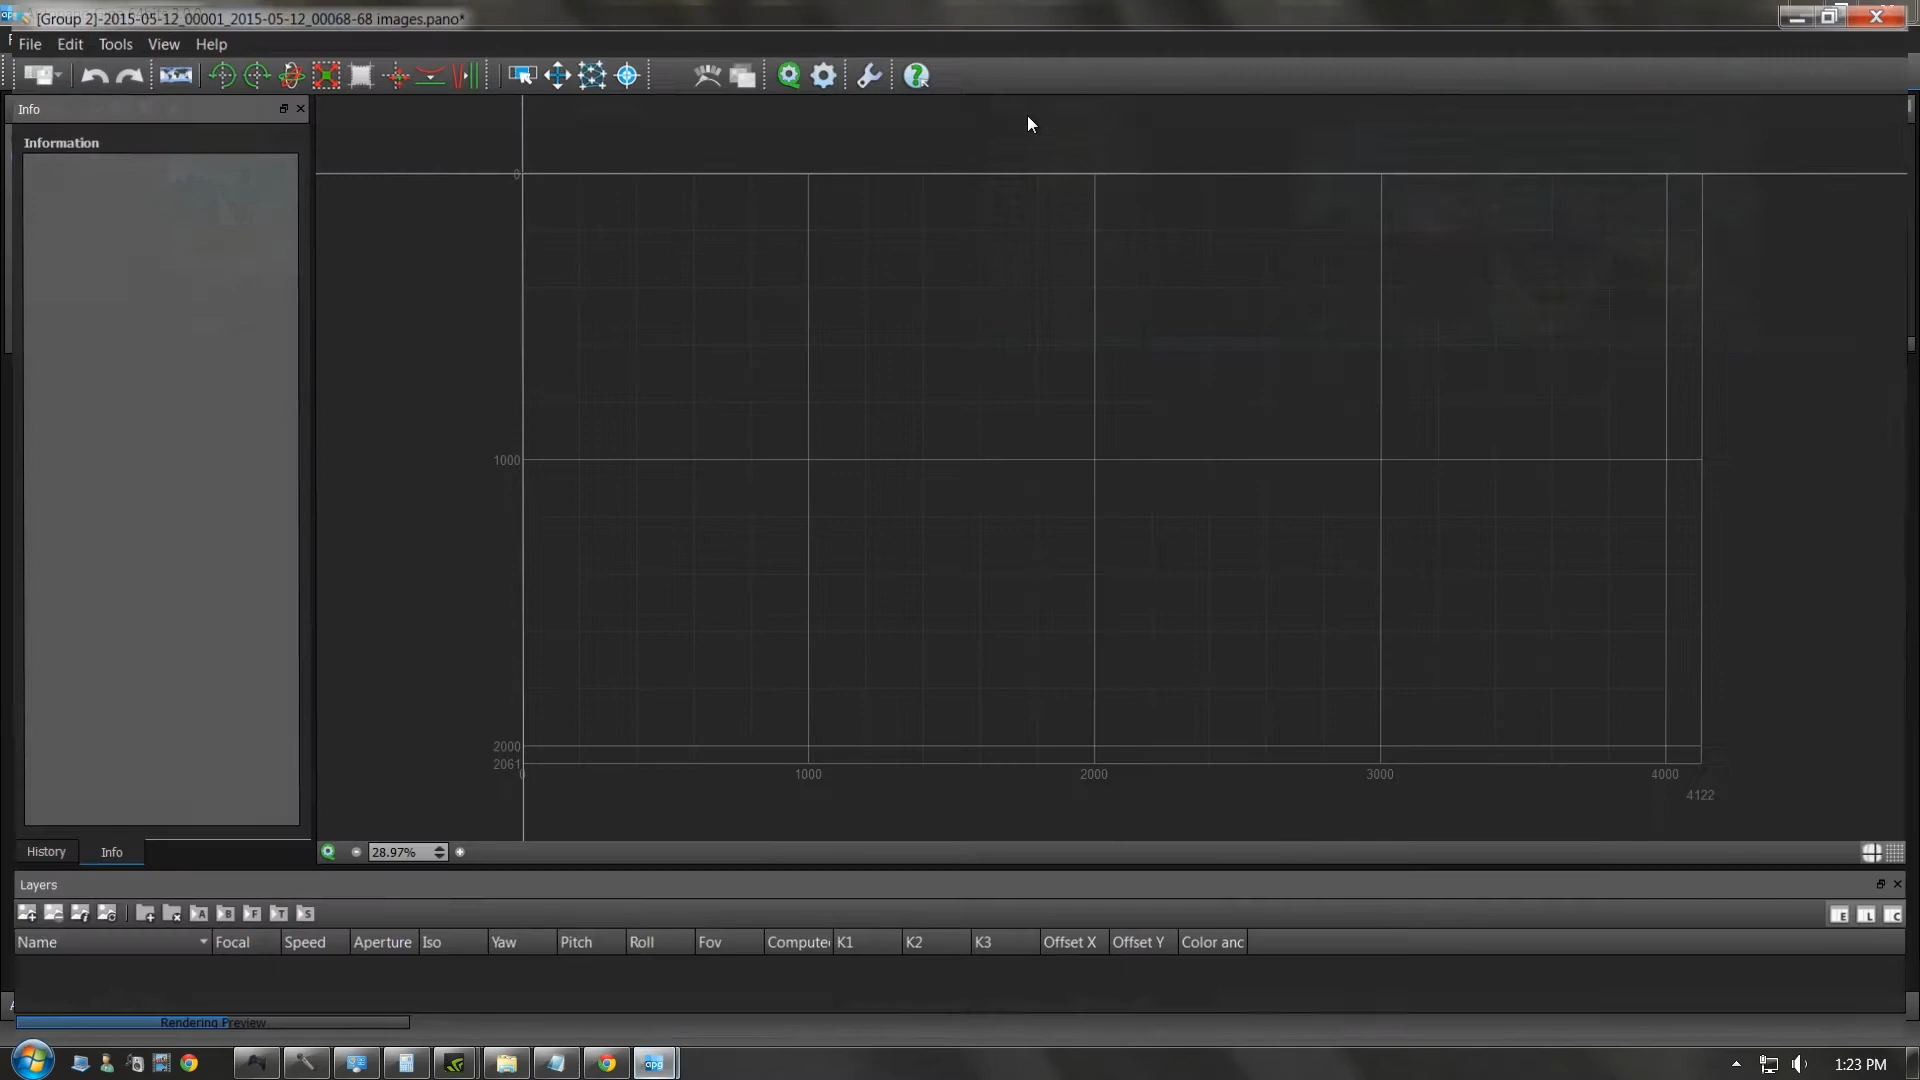 [Group 2]-2015-05-12_00001_2015-05-12_00068-68 images.pano*
File Edit Tools View Help
Info
Information
0
1000
2000
2061
0 1000 2000 3000 4000
4122
History Info
28.97%
Layers
A B F T S
E L C
Name Focal Speed Aperture Iso Yaw Pitch Roll Fov Compute K1 K2 K3 Offset X Offset Y Color anc
Rendering Preview
apg
1:23 PM